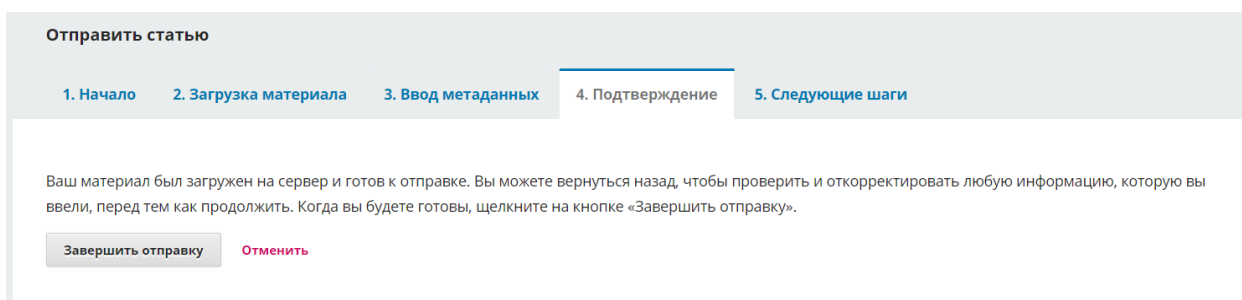 Отправить статью
1. Начало 2. Загрузка материала 3. Ввод метаданных 4. Подтверждение 5. Следующие шаги
Ваш материал был загружен на сервер и готов к отправке. Вы можете вернуться назад, чтобы проверить и откорректировать любую информацию, которую вы
ввели, перед тем как продолжить. Когда вы будете готовы, щелкните на кнопке «Завершить отправку».
Завершить отправку Отменить